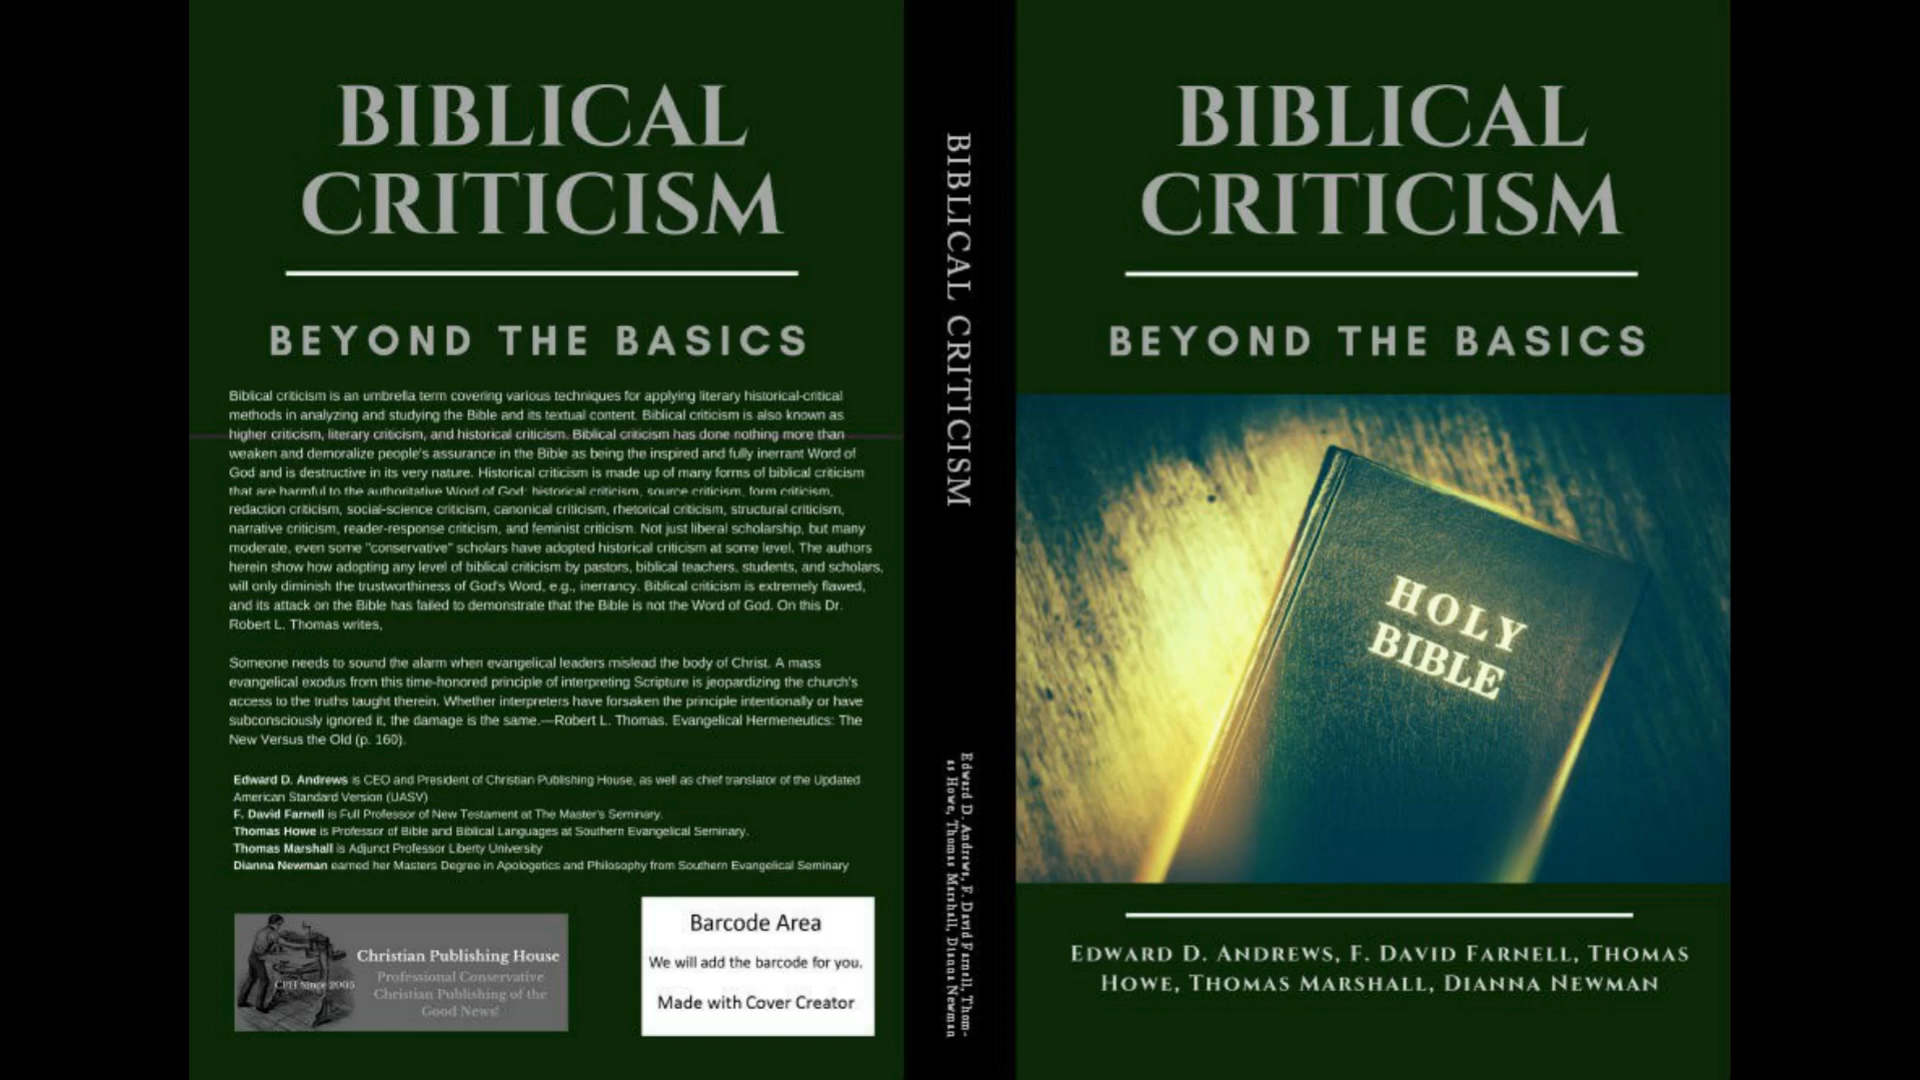 BIBLICAL
CRITICISM
BEYOND THE BASICS
Biblical criticism is an umbrella term covering various techniques for applying literary historical-critical
methods in analyzing and studying the Bible and its textual content. Biblical criticism is also known as
higher criticism, literary criticism, and historical criticism. Biblical criticism has done nothing more than
weaken and demoralize people's assurance in the Bible as being the inspired and fully inerrant Word of
God and is destructive in its very nature. Historical criticism is made up of many forms of biblical criticism
that are harmful to the authoritative Word of God: historical criticism, source criticism, form criticism,
redaction criticism, social-science criticism, canonical criticism, rhetorical criticism, structural criticism,
narrative criticism, reader-response criticism, and feminist criticism. Not just liberal scholarship, but many
moderate, even some "conservative" scholars have adopted historical criticism at some level. The authors
herein show how adopting any level of biblical criticism by pastors, biblical teachers, students, and scholars,
will only diminish the trustworthiness of God's Word, e.g., inerrancy. Biblical criticism is extremely flawed,
and its attack on the Bible has failed to demonstrate that the Bible is not the Word of God. On this Dr.
Robert L. Thomas writes,
Someone needs to sound the alarm when evangelical leaders mislead the body of Christ. A mass
evangelical exodus from this time-honored principle of interpreting Scripture is jeopardizing the church's
access to the truths taught therein. Whether interpreters have forsaken the principle intentionally or have
subconsciously ignored it, the damage is the same.—Robert L. Thomas. Evangelical Hermeneutics: The
New Versus the Old (p. 160).
Edward D. Andrews is CEO and President of Christian Publishing House, as well as chief translator of the Updated
American Standard Version (UASV)
F. David Farnell is Full Professor of New Testament at The Master's Seminary.
Thomas Howe is Professor of Bible and Biblical Languages at Southern Evangelical Seminary.
Thomas Marshall is Adjunct Professor Liberty University
Dianna Newman earned her Masters Degree in Apologetics and Philosophy from Southern Evangelical Seminary
Christian Publishing House
Professional Conservative
CPH Since 2005
Christian Publishing of the
Good News!
Barcode Area
We will add the barcode for you.
Made with Cover Creator
BIBLICAL CRITICISM
Edward D. Andrews, F. David Farnell, Thom-
as Howe, Thomas Marshall, Dianna Newman
BIBLICAL
CRITICISM
BEYOND THE BASICS
HOLY
BIBLE
EDWARD D. ANDREWS, F. DAVID FARNELL, THOMAS
HOWE, THOMAS MARSHALL, DIANNA NEWMAN